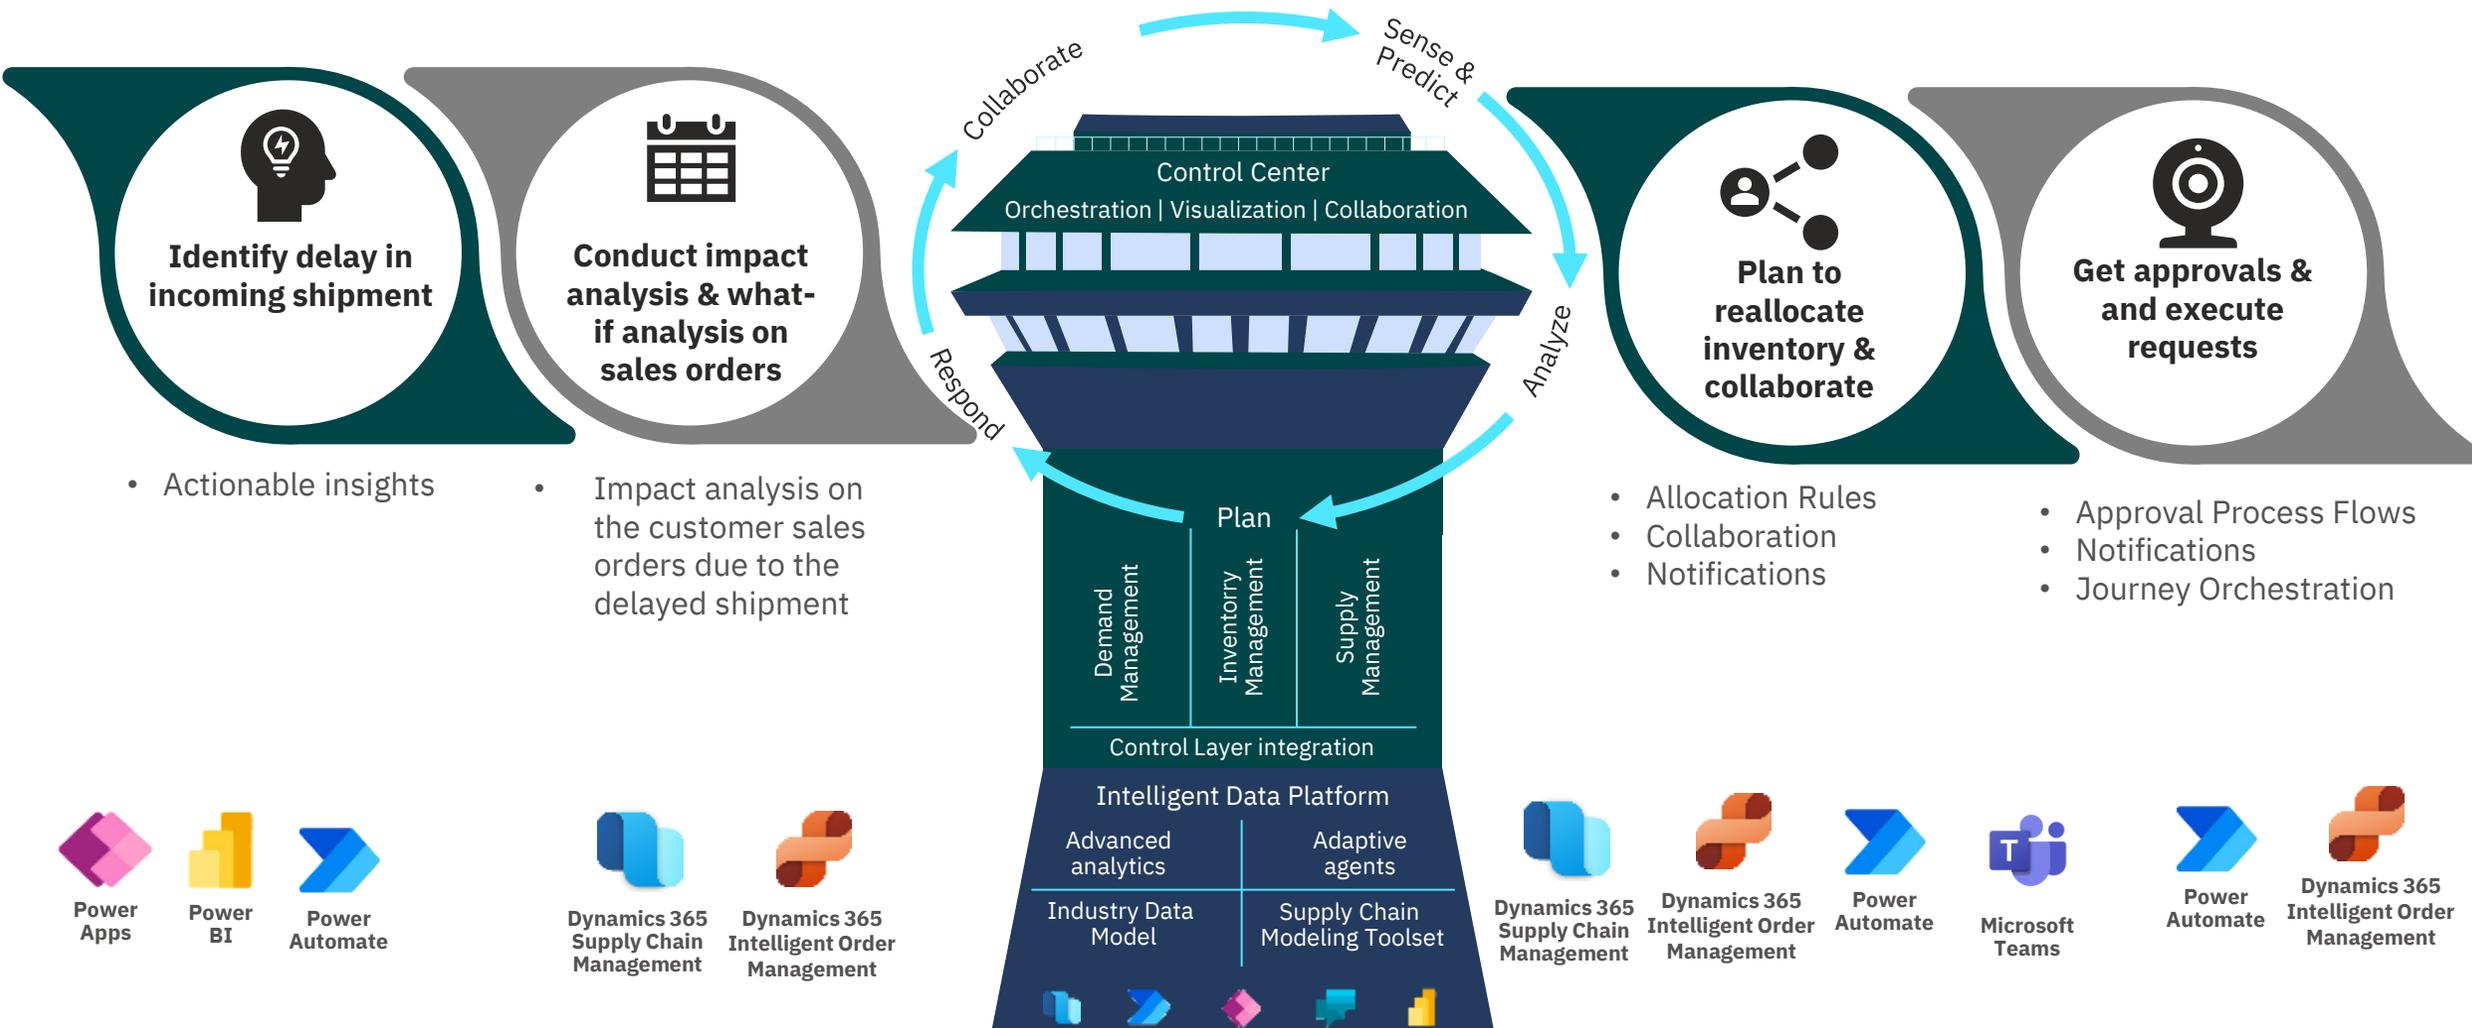 Collaborate
Sense &
Predict
Analyze
Plan
Respond
Identify delay in
incoming shipment
• Actionable insights
Power
Apps
Power
BI
Power
Automate
Conduct impact
analysis & what-
if analysis on
sales orders
• Impact analysis on
the customer sales
orders due to the
delayed shipment
Dynamics 365
Supply Chain
Management
Dynamics 365
Intelligent Order
Management
Control Center
Orchestration | Visualization | Collaboration
Demand
Management
Inventorry
Management
Supply
Management
Control Layer integration
Intelligent Data Platform
Advanced
analytics
Adaptive
agents
Industry Data
Model
Supply Chain
Modeling Toolset
Plan to
reallocate
inventory &
collaborate
• Allocation Rules
• Collaboration
• Notifications
Dynamics 365
Supply Chain
Management
Dynamics 365
Intelligent Order
Management
Power
Automate
T
Microsoft
Teams
Get approvals &
and execute
requests
• Approval Process Flows
• Notifications
• Journey Orchestration
Power
Automate
Dynamics 365
Intelligent Order
Management